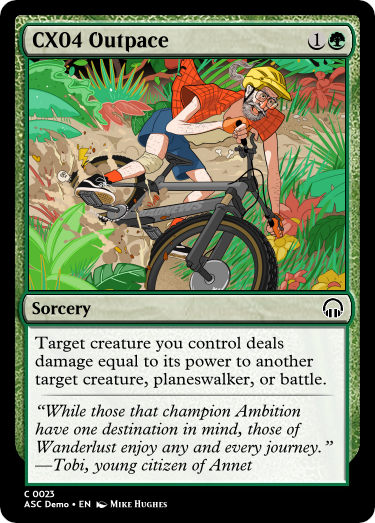 CX04 Outpace 1
Sorcery
Target creature you control deals
damage equal to its power to another
target creature, planeswalker, or battle.
“While those that champion Ambition
have one destination in mind, those of
Wanderlust enjoy any and every journey.”
—Tobi, young citizen of Annet
C 0023
ASC Demo • EN Mike Hughes